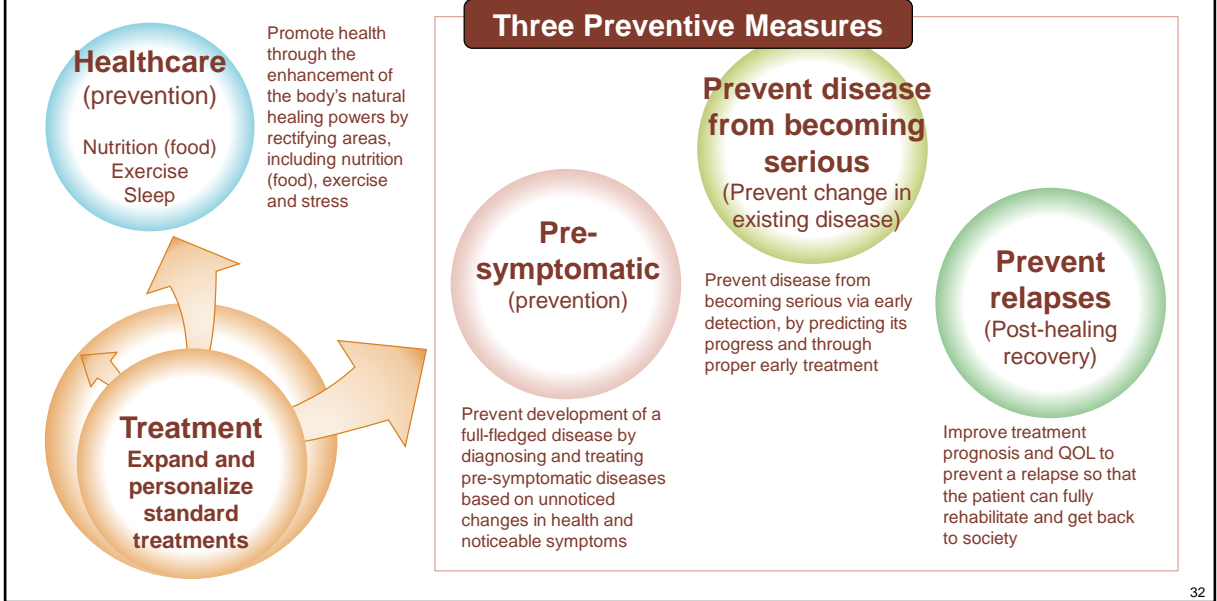 Healthcare
(prevention)
Nutrition (food)
Exercise
Sleep
Promote health
through the
enhancement of
the body's natural
healing powers by
rectifying areas,
including nutrition
(food), exercise
and stress
Treatment
Expand and
personalize
standard
treatments
Three Preventive Measures
Pre-
symptomatic
(prevention)
Prevent development of a
full-fledged disease by
diagnosing and treating
pre-symptomatic diseases
based on unnoticed
changes in health and
noticeable symptoms
Prevent disease
from becoming
serious
(Prevent change in
existing disease)
Prevent disease from
becoming serious via early
detection, by predicting its
progress and through
proper early treatment
Prevent
relapses
(Post-healing
recovery)
Improve treatment
prognosis and QOL to
prevent a relapse so that
the patient can fully
rehabilitate and get back
to society
32